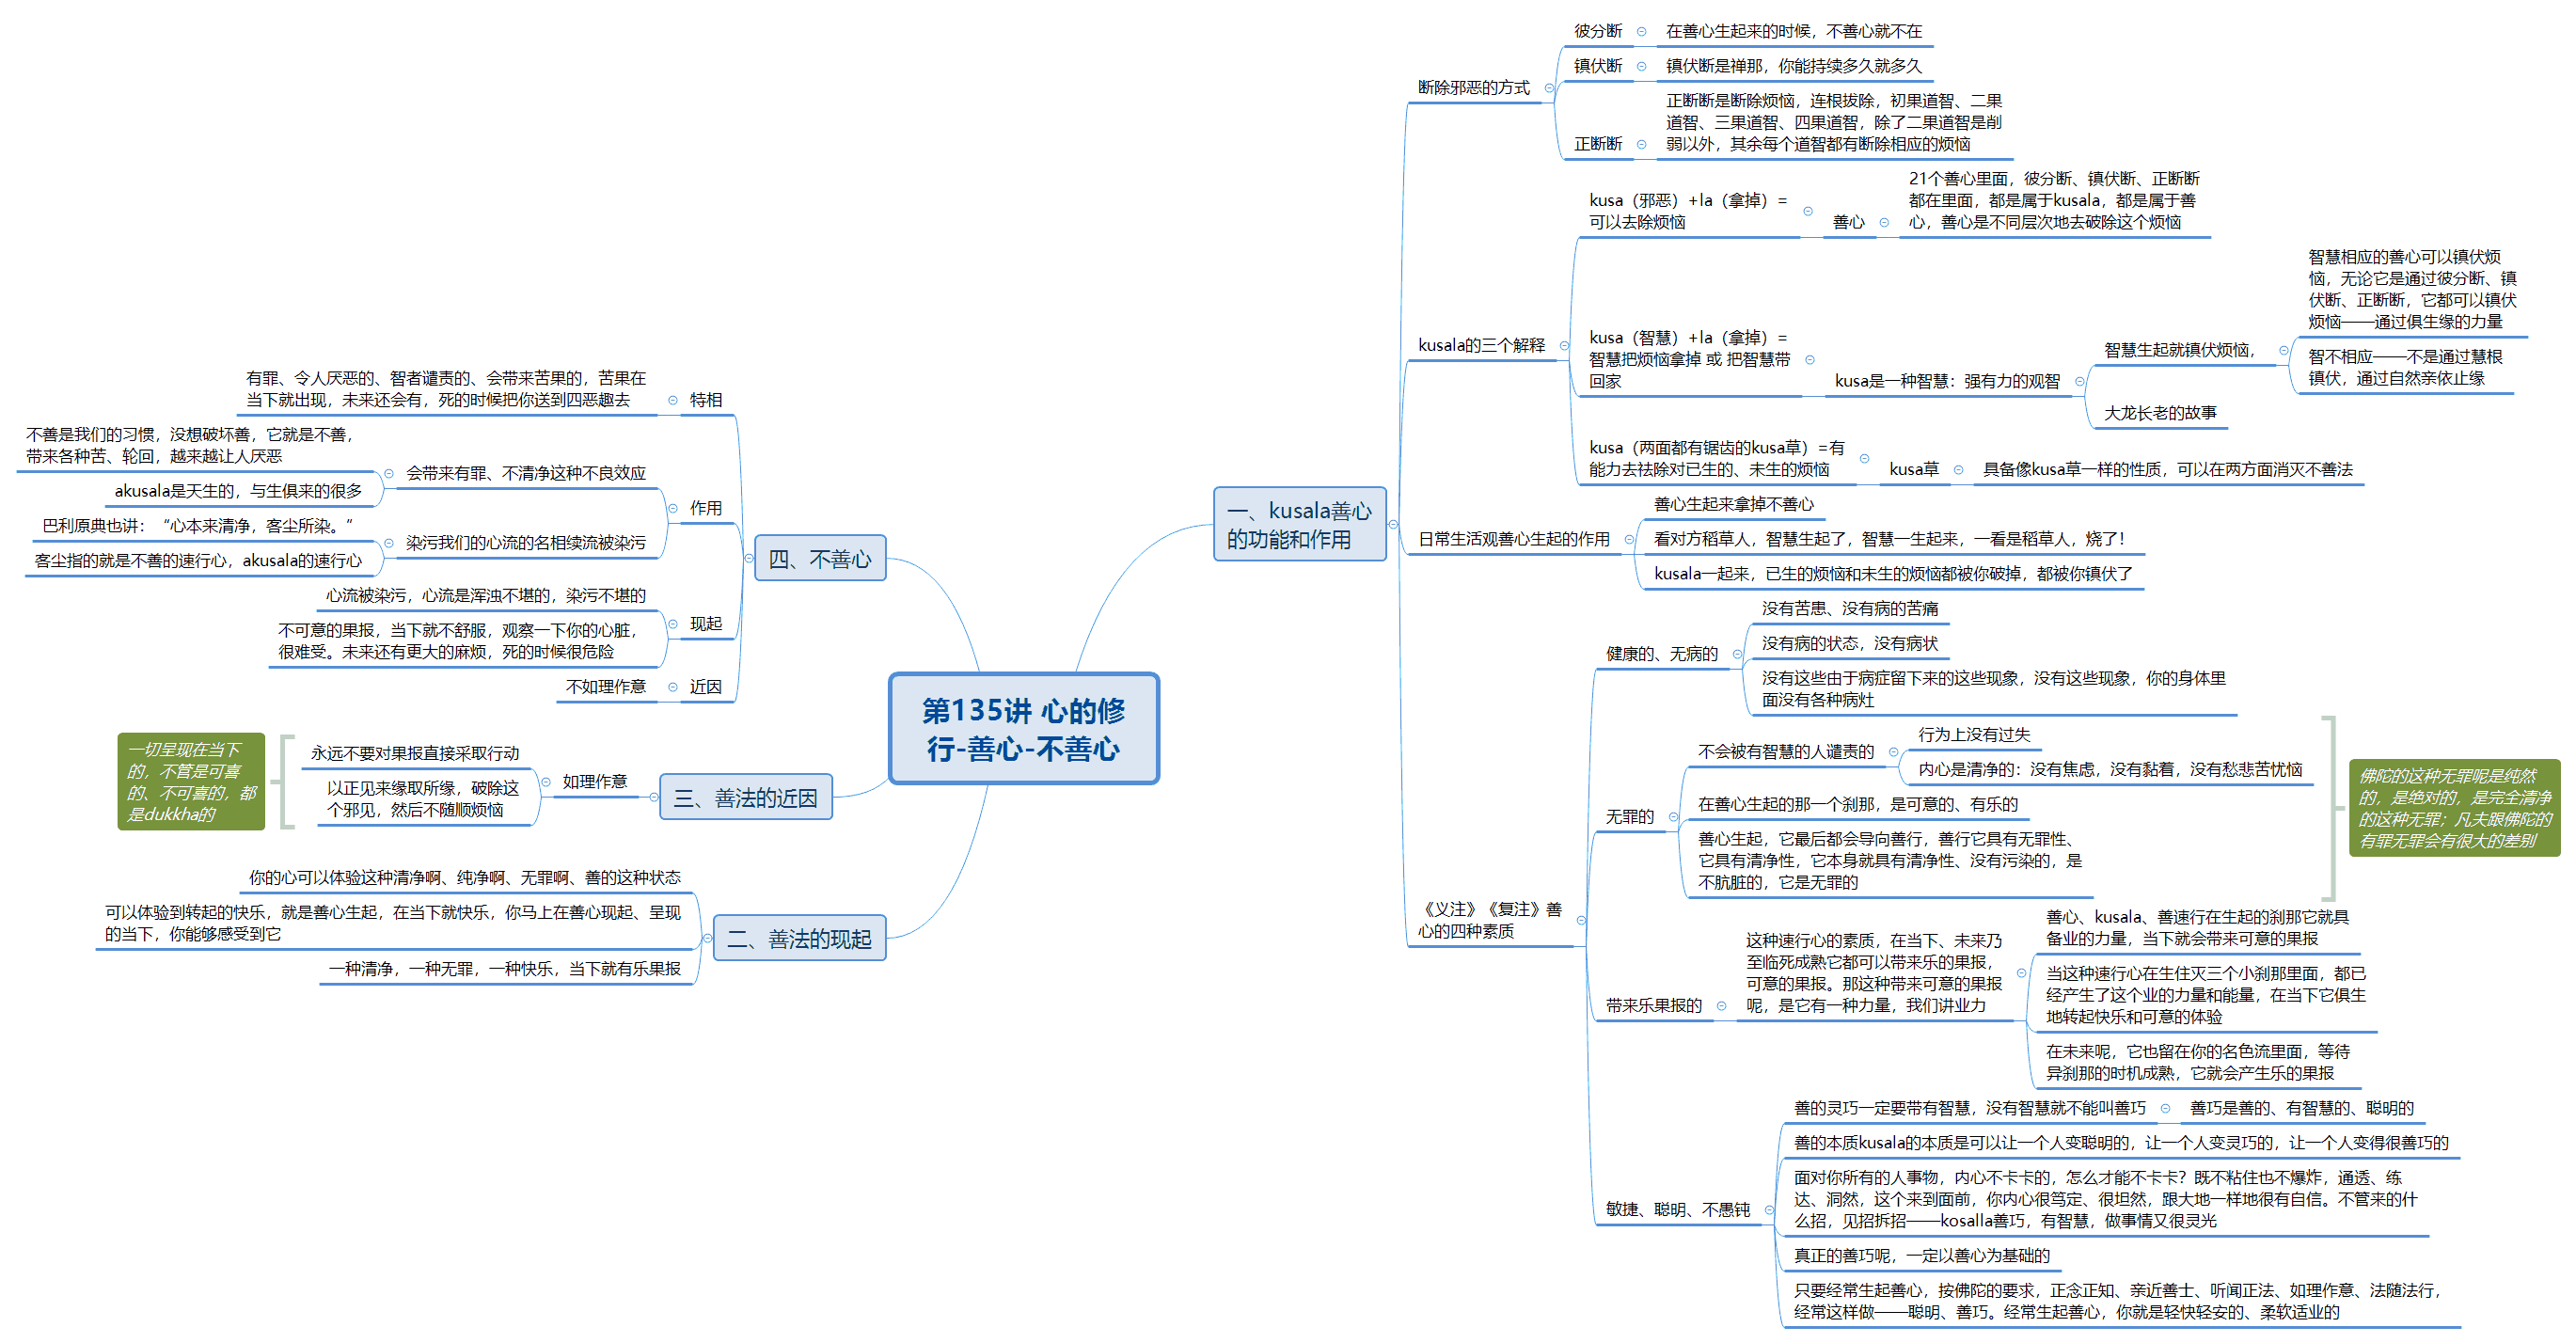 第135讲 心的修
行-善心-不善心
一、kusala善心
的功能和作用
断除邪恶的方式
彼分断
在善心生起来的时候，不善心就不在
镇伏断
镇伏断是禅那，你能持续多久就多久
正断断
正断断是断除烦恼，连根拔除，初果道智、二果
道智、三果道智、四果道智，除了二果道智是削
弱以外，其余每个道智都有断除相应的烦恼
kusala的三个解释
kusa（邪恶）+la（拿掉）=
可以去除烦恼
善心
21个善心里面，彼分断、镇伏断、正断断
都在里面，都是属于kusala，都是属于善
心，善心是不同层次地去破除这个烦恼
kusa（智慧）+la（拿掉）=
智慧把烦恼拿掉 或 把智慧带
回家
kusa是一种智慧：强有力的观智
智慧生起就镇伏烦恼，
智慧相应的善心可以镇伏烦
恼，无论它是通过彼分断、镇
伏断、正断断，它都可以镇伏
烦恼——通过俱生缘的力量
智不相应——不是通过慧根
镇伏，通过自然亲依止缘
大龙长老的故事
kusa（两面都有锯齿的kusa草）=有
能力去祛除对已生的、未生的烦恼
kusa草
具备像kusa草一样的性质，可以在两方面消灭不善法
日常生活观善心生起的作用
善心生起来拿掉不善心
看对方稻草人，智慧生起了，智慧一生起来，一看是稻草人，烧了！
kusala一起来，已生的烦恼和未生的烦恼都被你破掉，都被你镇伏了
《义注》《复注》善
心的四种素质
健康的、无病的
没有苦患、没有病的苦痛
没有病的状态，没有病状
没有这些由于病症留下来的这些现象，没有这些现象，你的身体里
面没有各种病灶
无罪的
不会被有智慧的人谴责的
行为上没有过失
内心是清净的：没有焦虑，没有黏着，没有愁悲苦忧恼
在善心生起的那一个刹那，是可意的、有乐的
善心生起，它最后都会导向善行，善行它具有无罪性、
它具有清净性，它本身就具有清净性、没有污染的，是
不肮脏的，它是无罪的
佛陀的这种无罪呢是纯然
的，是绝对的，是完全清净
的这种无罪；凡夫跟佛陀的
有罪无罪会有很大的差别
带来乐果报的
这种速行心的素质，在当下、未来乃
至临死成熟它都可以带来乐的果报，
可意的果报。那这种带来可意的果报
呢，是它有一种力量，我们讲业力
善心、kusala、善速行在生起的刹那它就具
备业的力量，当下就会带来可意的果报
当这种速行心在生住灭三个小刹那里面，都已
经产生了这个业的力量和能量，在当下它俱生
地转起快乐和可意的体验
在未来呢，它也留在你的名色流里面，等待
异刹那的时机成熟，它就会产生乐的果报
敏捷、聪明、不愚钝
善的灵巧一定要带有智慧，没有智慧就不能叫善巧
善巧是善的、有智慧的、聪明的
善的本质kusala的本质是可以让一个人变聪明的，让一个人变灵巧的，让一个人变得很善巧的
面对你所有的人事物，内心不卡卡的，怎么才能不卡卡？既不粘住也不爆炸，通透、练
达、洞然，这个来到面前，你内心很笃定、很坦然，跟大地一样地很有自信。不管来的什
么招，见招拆招——kosalla善巧，有智慧，做事情又很灵光
真正的善巧呢，一定以善心为基础的
只要经常生起善心，按佛陀的要求，正念正知、亲近善士、听闻正法、如理作意、法随法行，
经常这样做——聪明、善巧。经常生起善心，你就是轻快轻安的、柔软适业的
二、善法的现起
你的心可以体验这种清净啊、纯净啊、无罪啊、善的这种状态
可以体验到转起的快乐，就是善心生起，在当下就快乐，你马上在善心现起、呈现
的当下，你能够感受到它
一种清净，一种无罪，一种快乐，当下就有乐果报
三、善法的近因
如理作意
永远不要对果报直接采取行动
以正见来缘取所缘，破除这
个邪见，然后不随顺烦恼
一切呈现在当下
的，不管是可喜
的、不可喜的，都
是dukkha的
四、不善心
特相
有罪、令人厌恶的、智者谴责的、会带来苦果的，苦果在
当下就出现，未来还会有，死的时候把你送到四恶趣去
作用
会带来有罪、不清净这种不良效应
不善是我们的习惯，没想破坏善，它就是不善，
带来各种苦、轮回，越来越让人厌恶
akusala是天生的，与生俱来的很多
染污我们的心流的名相续流被染污
巴利原典也讲：“心本来清净，客尘所染。“
客尘指的就是不善的速行心，akusala的速行心
现起
心流被染污，心流是浑浊不堪的，染污不堪的
不可意的果报，当下就不舒服，观察一下你的心脏，
很难受。未来还有更大的麻烦，死的时候很危险
近因
不如理作意